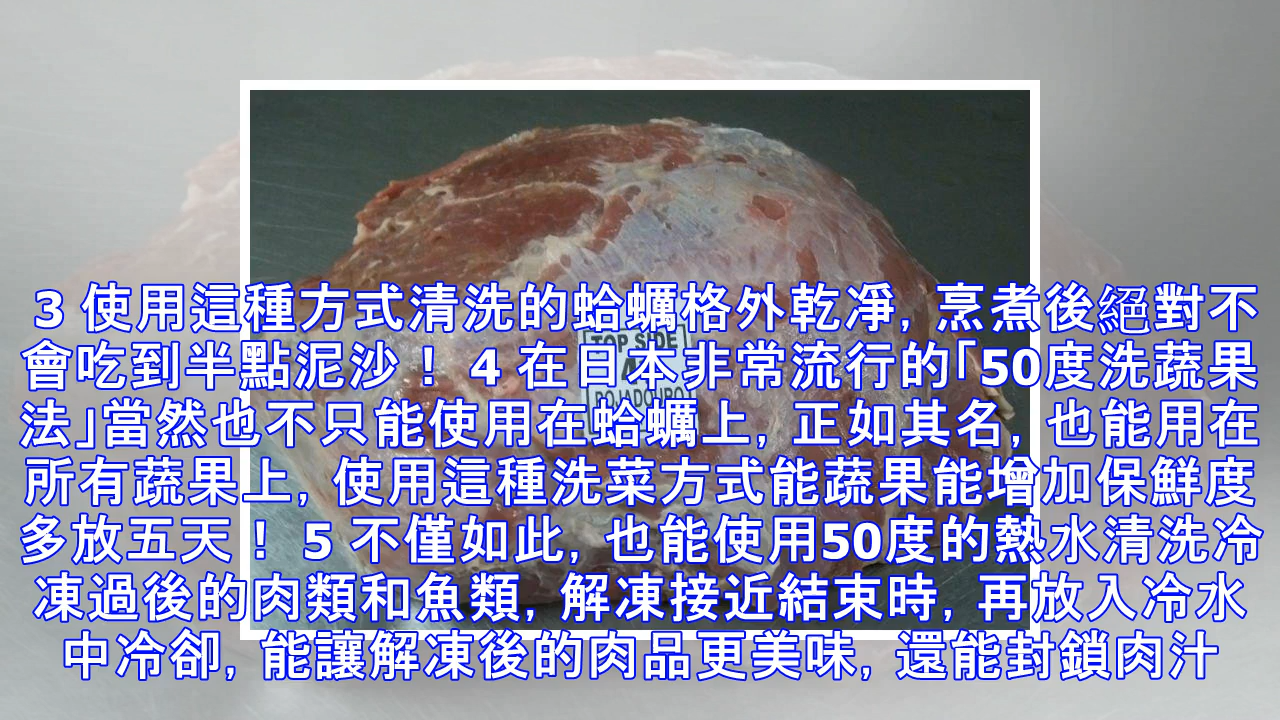 3 使用這種方式清洗的蛤蠣格外乾凈, 烹煮後絕對不
會吃到半點泥沙！ 4 在日本非常流行的「50度洗蔬果
法」當然也不只能使用在蛤蠣上, 正如其名, 也能用在
所有蔬果上, 使用這種洗菜方式能蔬果能增加保鮮度
多放五天！ 5 不僅如此, 也能使用50度的熱水清洗冷
凍過後的肉類和魚類, 解凍接近結束時, 再放入冷水
中冷卻, 能讓解凍後的肉品更美味, 還能封鎖肉汁
TOP SIDE